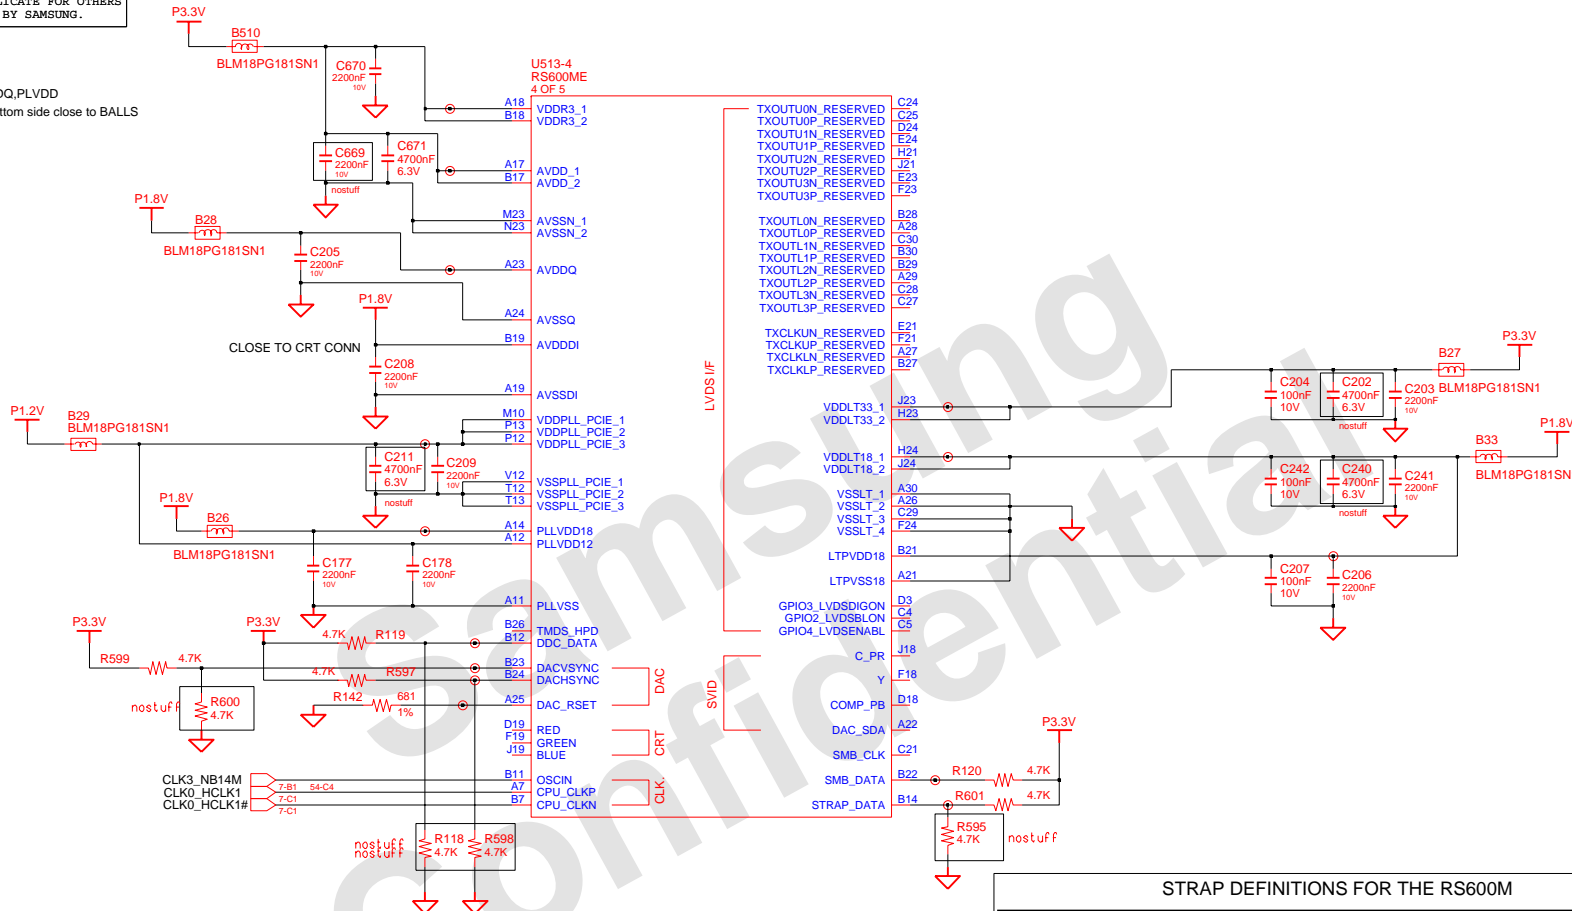 LICATE FOR OTHERS
BY SAMSUNG.
DQ,PLVDD
ttom side close to BALLS
P3.3V
B510
BLM18PG181SN1
C670
2200nF
10V
C669
2200nF
10V
nostuff
C671
4700nF
6.3V
P1.8V
B28
BLM18PG181SN1
C205
2200nF
10V
P1.8V
CLOSE TO CRT CONN
C208
2200nF
10V
P1.2V
B29
BLM18PG181SN1
C211
4700nF
6.3V
nostuff
C209
2200nF
10V
P1.8V
B26
BLM18PG181SN1
C177
2200nF
10V
C178
2200nF
10V
P3.3V
P3.3V
4.7K
R119
R599
4.7K
4.7K
R597
R142
681
1%
nostuff
R600
4.7K
CLK3_NB14M
CLK0_HCLK1
CLK0_HCLK1#
7-B1
54-C4
7-C1
7-C1
nostuff
nostuff
R118
4.7K
R598
4.7K
U513-4
RS600ME
4 OF 5
A18 VDDR3_1
B18 VDDR3_2
A17 AVDD_1
B17 AVDD_2
M23 AVSSN_1
N23 AVSSN_2
A23 AVDDQ
A24 AVSSQ
B19 AVDDDI
A19 AVSSDI
M10 VDDPLL_PCIE_1
P13 VDDPLL_PCIE_2
P12 VDDPLL_PCIE_3
V12 VSSPLL_PCIE_1
T12 VSSPLL_PCIE_2
T13 VSSPLL_PCIE_3
A14 PLLVDD18
A12 PLLVDD12
A11 PLLVSS
B26 TMDS_HPD
B12 DDC_DATA
B23 DACVSYNC
B24 DACHSYNC
A25 DAC_RSET
D19 RED
F19 GREEN
J19 BLUE
B11 OSCIN
A7 CPU_CLKP
B7 CPU_CLKN
DAC
CRT
CLK.
LVDS I/F
SVID
TXOUTU0N_RESERVED C24
TXOUTU0P_RESERVED C25
TXOUTU1N_RESERVED D24
TXOUTU1P_RESERVED E24
TXOUTU2N_RESERVED H21
TXOUTU2P_RESERVED J21
TXOUTU3N_RESERVED E23
TXOUTU3P_RESERVED F23
TXOUTL0N_RESERVED B28
TXOUTL0P_RESERVED A28
TXOUTL1N_RESERVED C30
TXOUTL1P_RESERVED B30
TXOUTL2N_RESERVED B29
TXOUTL2P_RESERVED A29
TXOUTL3N_RESERVED C28
TXOUTL3P_RESERVED C27
TXCLKUN_RESERVED E21
TXCLKUP_RESERVED F21
TXCLKLN_RESERVED A27
TXCLKLP_RESERVED B27
VDDLT33_1 J23
VDDLT33_2 H23
VDDLT18_1 H24
VDDLT18_2 J24
VSSLT_1 A30
VSSLT_2 A26
VSSLT_3 C29
VSSLT_4 F24
LTPVDD18 B21
LTPVSS18 A21
GPIO3_LVDSDIGON D3
GPIO2_LVDSBLON C4
GPIO4_LVDSENABL C5
C_PR J18
Y F18
COMP_PB D18
DAC_SDA A22
SMB_CLK C21
SMB_DATA B22
STRAP_DATA B14
P3.3V
B27
BLM18PG181SN1
C204
100nF
10V
C202
4700nF
6.3V
nostuff
C203
2200nF
10V
P1.8V
B33
BLM18PG181SN
C242
100nF
10V
C240
4700nF
6.3V
nostuff
C241
2200nF
10V
C207
100nF
10V
C206
2200nF
10V
P3.3V
R120
4.7K
R601
4.7K
R595
4.7K
nostuff
STRAP DEFINITIONS FOR THE RS600M
Samsung
Confidential